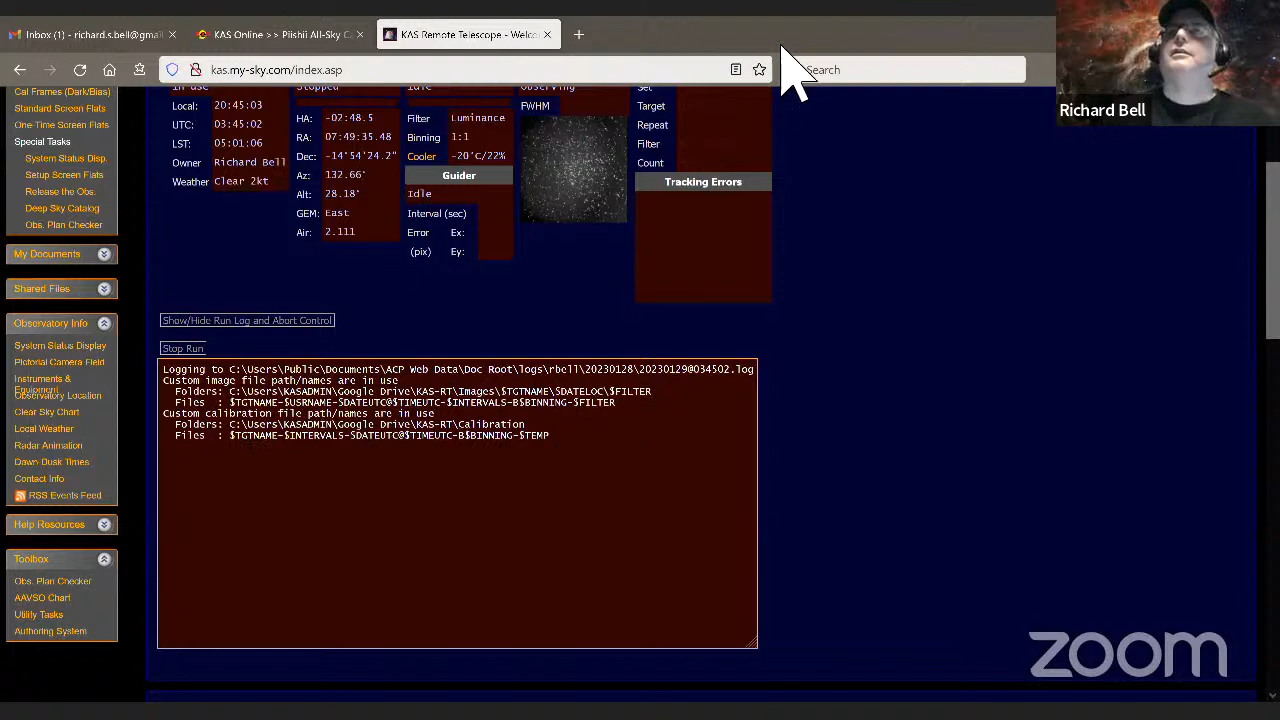 Inbox (1) - richard.s.bell@gmai
KAS Online >> Piishii All-Sky C
KAS Remote Telescope - Welco
kas.my-sky.com/index.asp
Search
Richard Bell
Cal Frames (Dark/Bias)
Standard Screen Flats
One-Time Screen Flats
Special Tasks
System Status Disp.
Setup Screen Flats
Release the Obs.
Deep Sky Catalog
Obs. Plan Checker
My Documents
Shared Files
Observatory Info
System Status Display
Pictorial Camera Field
Instruments &
Equipment
Observatory Location
Clear Sky Chart
Local Weather
Radar Animation
Dawn-Dusk Times
Contact Info
RSS Events Feed
Help Resources
Toolbox
Obs. Plan Checker
AAVSO Chart
Utility Tasks
Authoring System
In use
Local: 20:45:03
UTC: 03:45:02
LST: 05:01:06
Owner Richard Bell
Weather Clear 2kt
Stopped
HA: -02:48.5
RA: 07:49:35.48
Dec: -14°54'24.2"
Az: 132.66°
Alt: 28.18°
GEM: East
Air: 2.111
Idle
Filter Luminance
Binning 1:1
Cooler -20°C/22%
Guider
Idle
Interval (sec)
Error Ex:
(pix) Ey:
Observing
FWHM
Set
Target
Repeat
Filter
Count
Tracking Errors
Show/Hide Run Log and Abort Control
Stop Run
Logging to C:\Users\Public\Documents\ACP Web Data\Doc Root\logs\rbell\20230128\20230129@034502.log
Custom image file path/names are in use
Folders: C:\Users\KASADMIN\Google Drive\KAS-RT\Images\$TGTNAME\$DATELOC\$FILTER
Files : $TGTNAME-$USRNAME-$DATEUTC@$TIMEUTC-$INTERVALS-B$BINNING-$FILTER
Custom calibration file path/names are in use
Folders: C:\Users\KASADMIN\Google Drive\KAS-RT\Calibration
Files : $TGTNAME-$INTERVALS-$DATEUTC@$TIMEUTC-B$BINNING-$TEMP
zoom